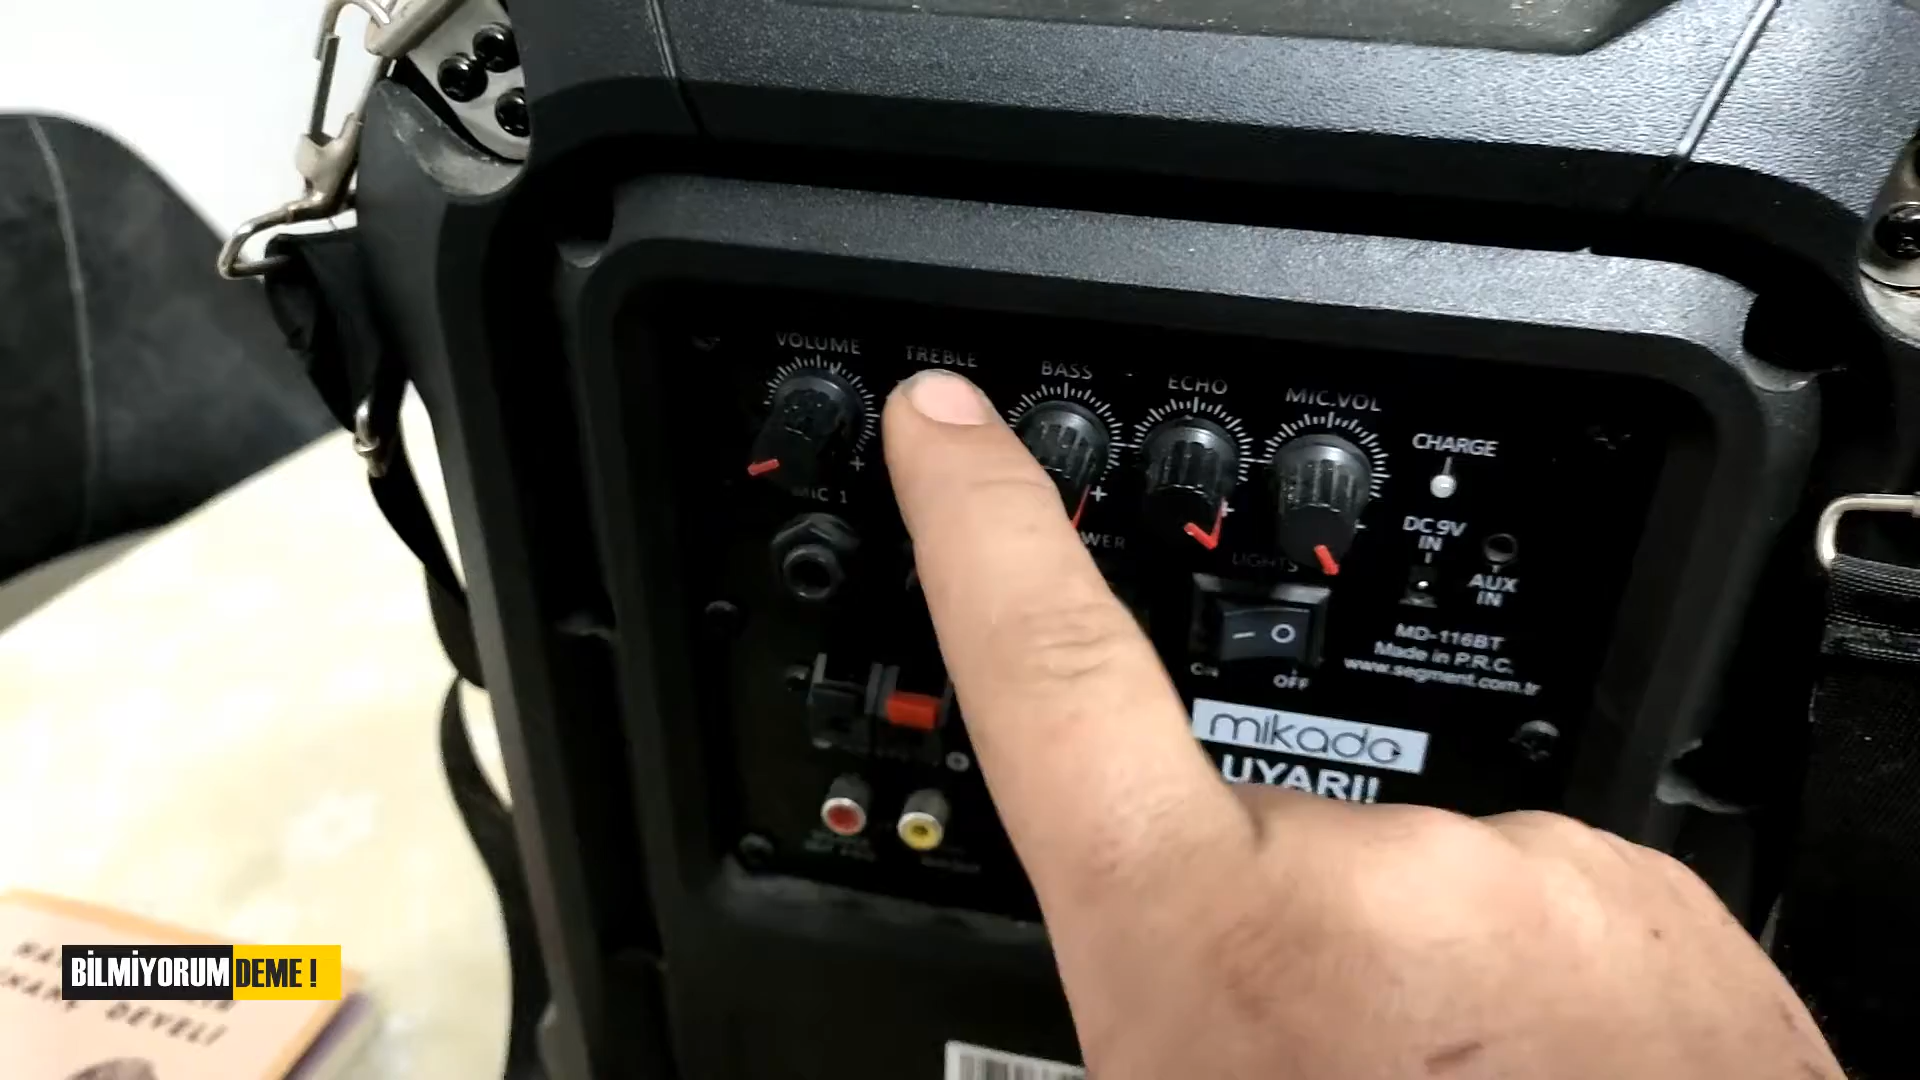 VOLUME
TREBLE
BASS
ECHO
MIC.VOL
CHARGE
MIC 1
LIGHTS
DC 9V
IN
AUX
IN
ON
OFF
MD-116BT
Made in P.R.C.
www.segment.com.tr
mikado
UYARI!
BİLMİYORUM DEME !
DEVELİ